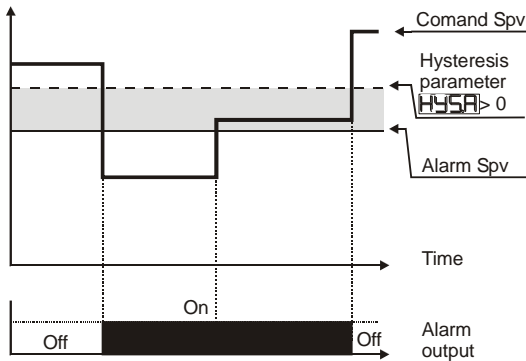 Comand Spv
Hysteresis
parameter
HYSA > 0
Alarm Spv
Time
On
Off
Off
Alarm
output